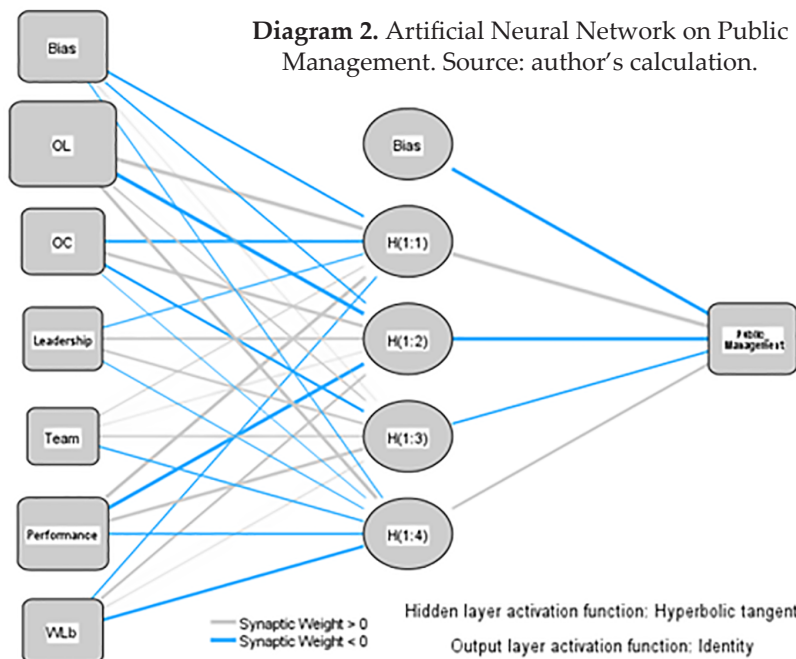 Diagram 2. Artificial Neural Network on Public
Management. Source: author's calculation.
Bias
OL
OC
Leadership
Team
Performance
WLb
Bias
H(1:1)
H(1:2)
H(1:3)
H(1:4)
Public
Management
Synaptic Weight > 0
Synaptic Weight < 0
Hidden layer activation function: Hyperbolic tangent
Output layer activation function: Identity